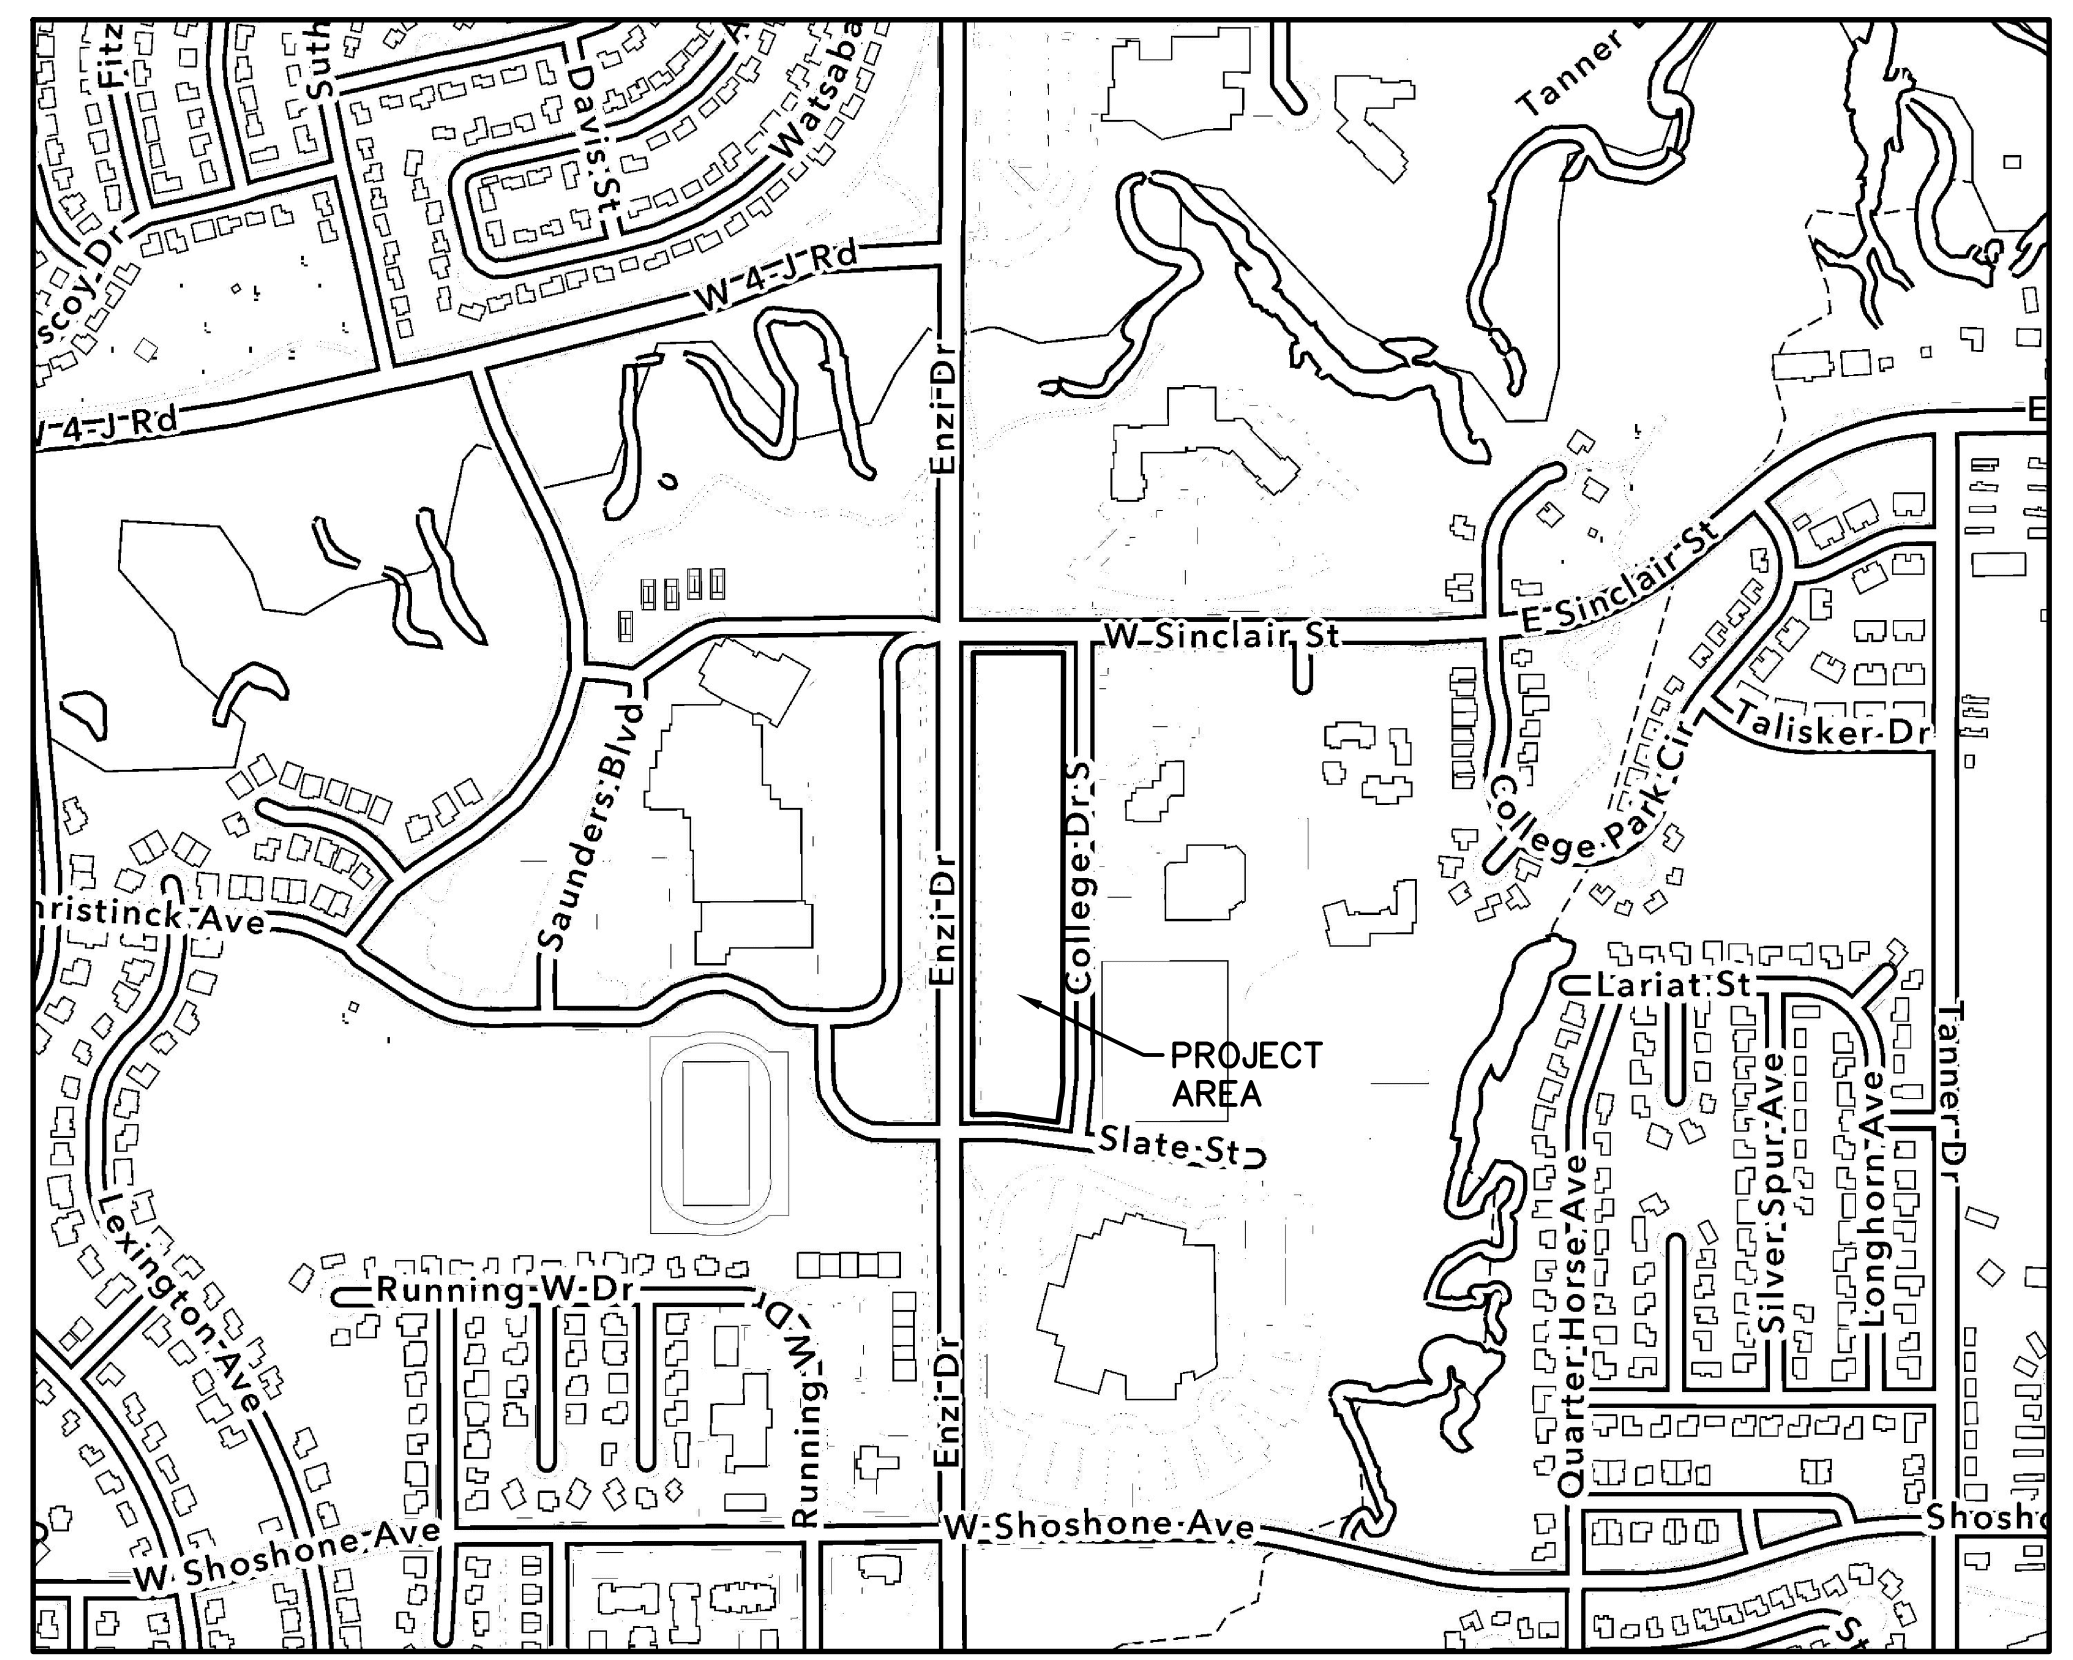 Fitz
Suth
Davis St
Watsaba
Tanner
scoy Dr
W 4-J Rd
4-J Rd
Enzi Dr
E
W Sinclair St
E Sinclair St
Saunders Blvd
College Dr S
College Park Cir
Talisker Dr
Enzi Dr
hristinck Ave
Lariat St
PROJECT
AREA
Slate St
Tanner Dr
Silver Spur Ave
Longhorn Ave
Quarter Horse Ave
Lexington Ave
Running W Dr
Running W Dr
Enzi Dr
W Shoshone Ave
W Shoshone Ave
Shosho
St